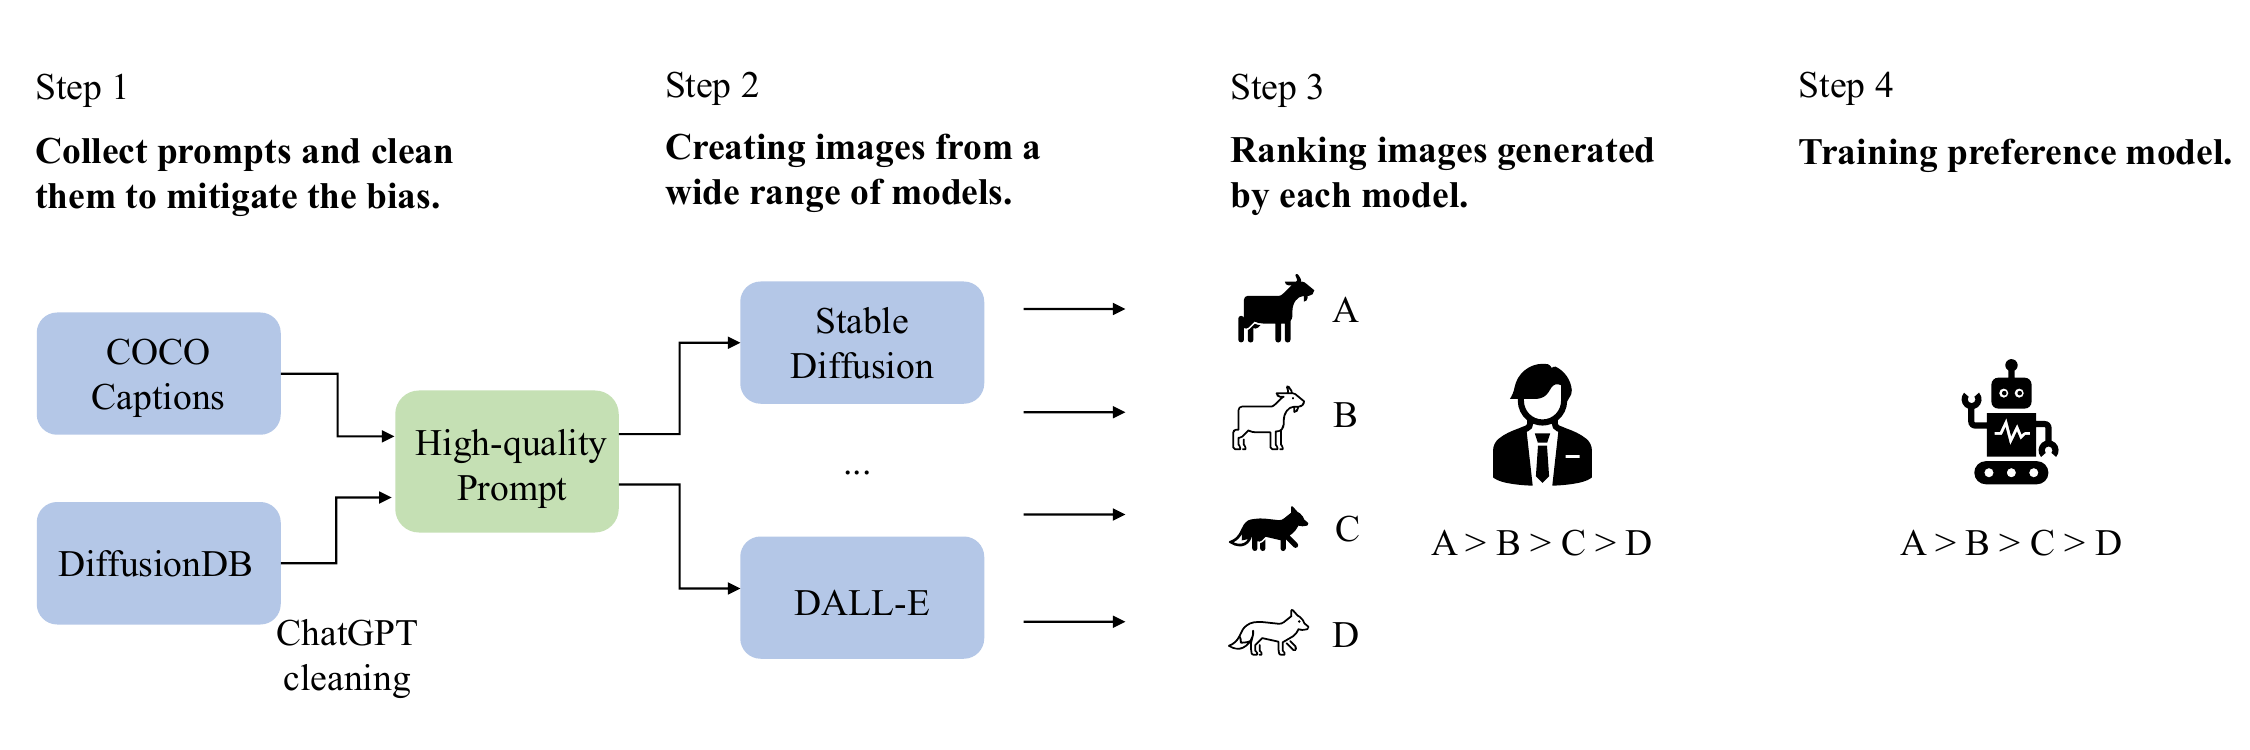 Step 1
Collect prompts and clean
them to mitigate the bias.
COCO
Captions
DiffusionDB
ChatGPT
cleaning
High-quality
Prompt
Step 2
Creating images from a
wide range of models.
Stable
Diffusion
...
DALL-E
Step 3
Ranking images generated
by each model.
A
B
C
D
A > B > C > D
Step 4
Training preference model.
A > B > C > D